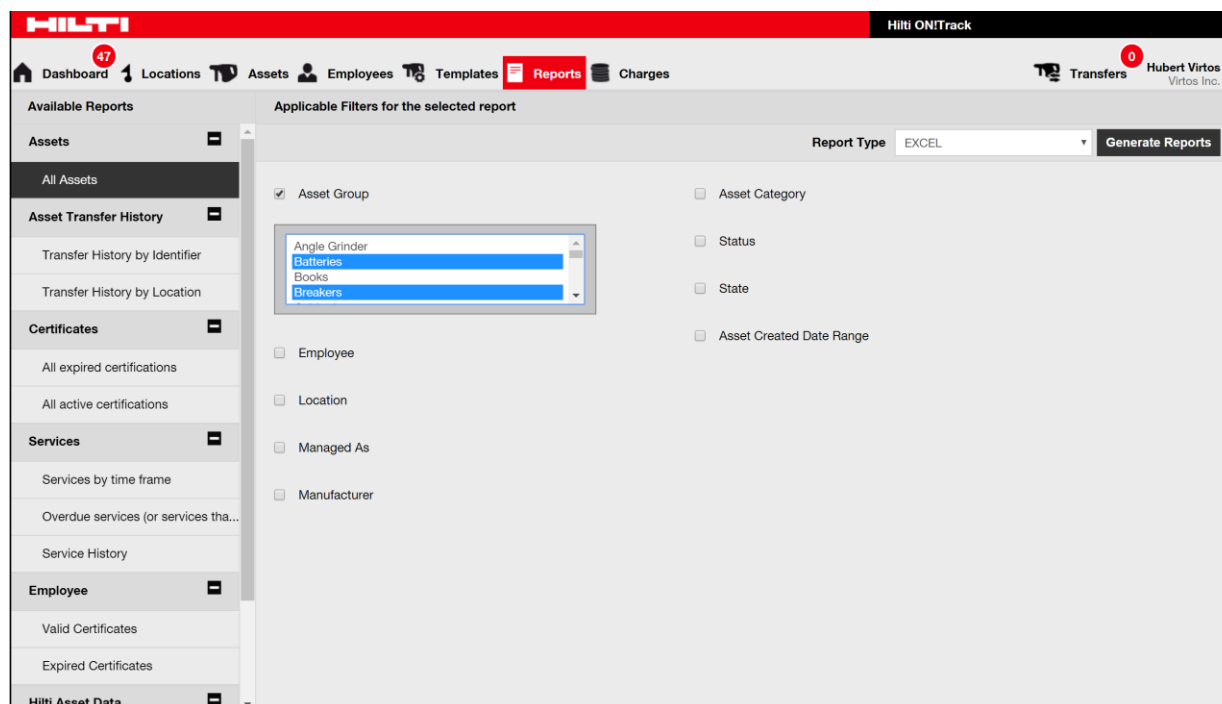 HILTI
Hilti ON!Track
47
0
Dashboard Locations Assets Employees Templates Reports Charges Transfers Hubert Virtos
Virtos Inc.
Available Reports
Applicable Filters for the selected report
Assets
Report Type EXCEL Generate Reports
All Assets
Asset Transfer History
Transfer History by Identifier
Transfer History by Location
Certificates
All expired certifications
All active certifications
Services
Services by time frame
Overdue services (or services tha...
Service History
Employee
Valid Certificates
Expired Certificates
Hilti Asset Data
Asset Group
Angle Grinder
Batteries
Books
Breakers
Employee
Location
Managed As
Manufacturer
Asset Category
Status
State
Asset Created Date Range